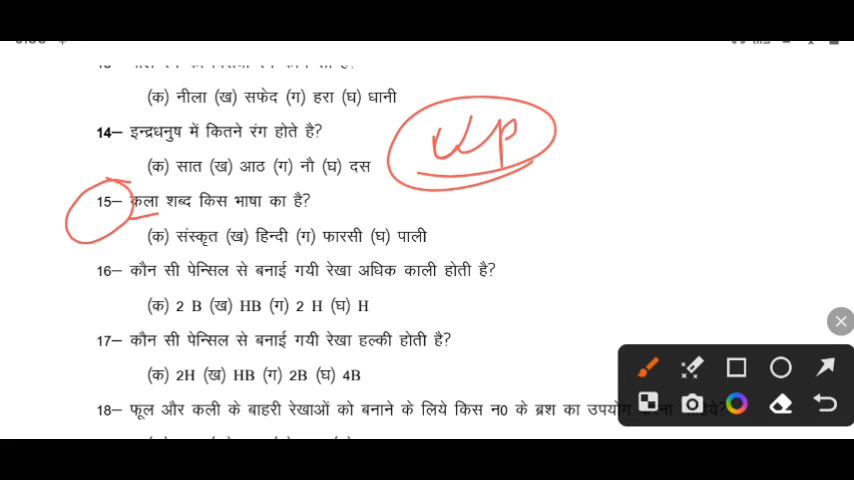 (क) नीला (ख) सफेद (ग) हरा (घ) धानी
14– इन्द्रधनुष में कितने रंग होते है?
UP
(क) सात (ख) आठ (ग) नौ (घ) दस
15– कला शब्द किस भाषा का है?
(क) संस्कृत (ख) हिन्दी (ग) फारसी (घ) पाली
16– कौन सी पेन्सिल से बनाई गयी रेखा अधिक काली होती है?
(क) 2 B (ख) HB (ग) 2 H (घ) H
17– कौन सी पेन्सिल से बनाई गयी रेखा हल्की होती है?
(क) 2H (ख) HB (ग) 2B (घ) 4B
18– फूल और कली के बाहरी रेखाओं को बनाने के लिये किस न0 के ब्रश का उपयोग